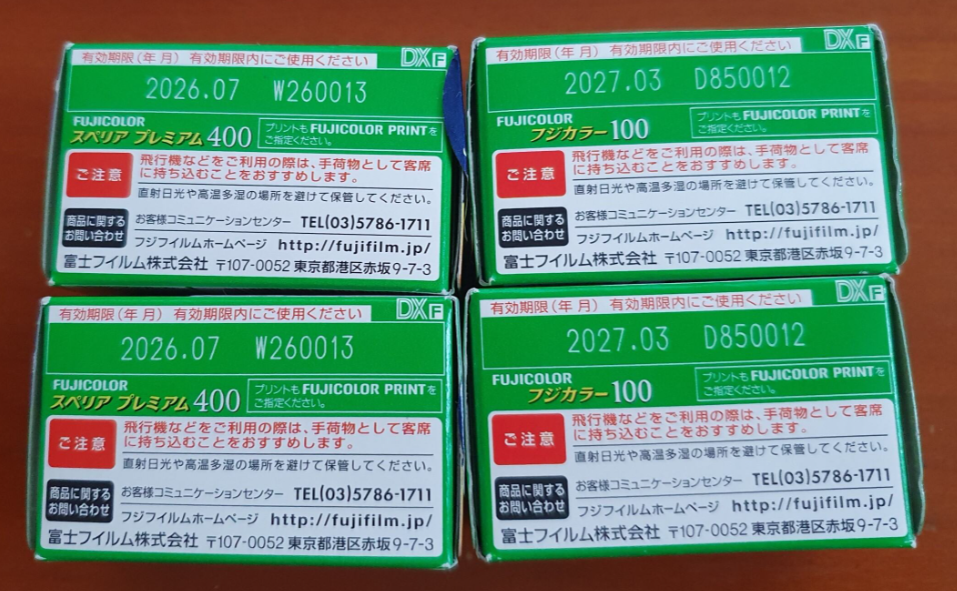 有効期限(年 月) 有効期限内にご使用ください
DXF
2026.07 W260013
FUJICOLOR
スペリア プレミアム 400
プリントも FUJICOLOR PRINT を
ご指定ください。
ご注意
飛行機などをご利用の際は、手荷物として客席
に持ち込むことをおすすめします。
直射日光や高温多湿の場所を避けて保管してください。
商品に関する
お問い合わせ
お客様コミュニケーションセンター TEL(03)5786-1711
フジフイルムホームページ http://fujifilm.jp/
富士フイルム株式会社 〒107-0052 東京都港区赤坂9-7-3
有効期限(年 月) 有効期限内にご使用ください
DXF
2027.03 D850012
FUJICOLOR
フジカラー 100
プリントも FUJICOLOR PRINT を
ご指定ください。
ご注意
飛行機などをご利用の際は、手荷物として客席
に持ち込むことをおすすめします。
直射日光や高温多湿の場所を避けて保管してください。
商品に関する
お問い合わせ
お客様コミュニケーションセンター TEL(03)5786-1711
フジフイルムホームページ http://fujifilm.jp/
富士フイルム株式会社 〒107-0052 東京都港区赤坂9-7-3
有効期限(年 月) 有効期限内にご使用ください
DXF
2026.07 W260013
FUJICOLOR
スペリア プレミアム 400
プリントも FUJICOLOR PRINT を
ご指定ください。
ご注意
飛行機などをご利用の際は、手荷物として客席
に持ち込むことをおすすめします。
直射日光や高温多湿の場所を避けて保管してください。
商品に関する
お問い合わせ
お客様コミュニケーションセンター TEL(03)5786-1711
フジフイルムホームページ http://fujifilm.jp/
富士フイルム株式会社 〒107-0052 東京都港区赤坂9-7-3
有効期限(年 月) 有効期限内にご使用ください
DXF
2027.03 D850012
FUJICOLOR
フジカラー 100
プリントも FUJICOLOR PRINT を
ご指定ください。
ご注意
飛行機などをご利用の際は、手荷物として客席
に持ち込むことをおすすめします。
直射日光や高温多湿の場所を避けて保管してください。
商品に関する
お問い合わせ
お客様コミュニケーションセンター TEL(03)5786-1711
フジフイルムホームページ http://fujifilm.jp/
富士フイルム株式会社 〒107-0052 東京都港区赤坂9-7-3